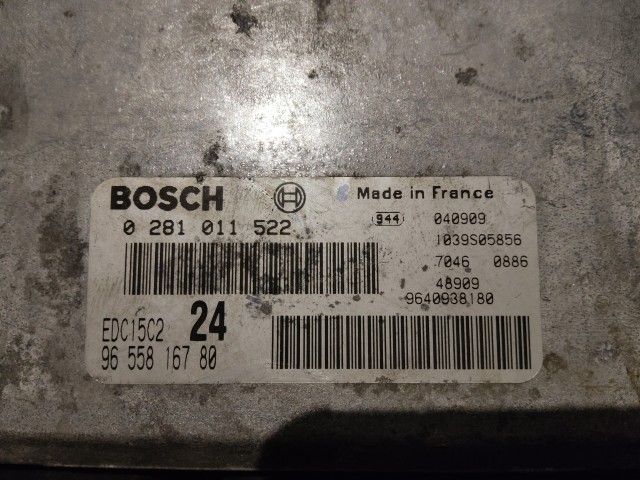 BOSCH Made in France
0 281 011 522
944 040909
1039S05856
7046 0886
48909
9640938180
EDC15C2 24
96 558 167 80